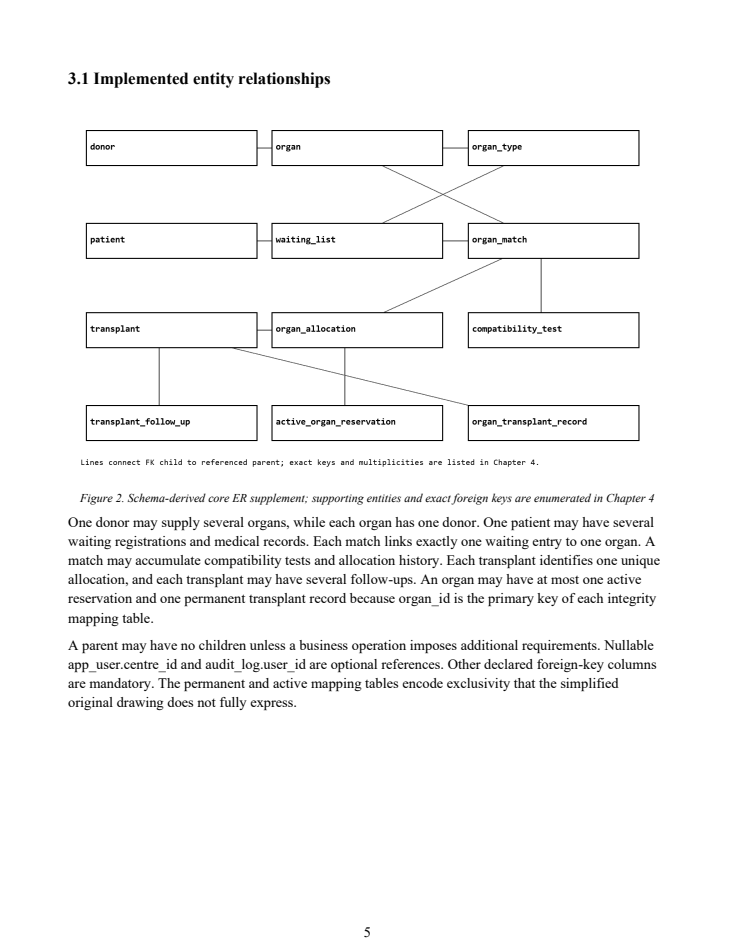 3.1 Implemented entity relationships
donor
organ
organ_type
patient
waiting_list
organ_match
transplant
organ_allocation
compatibility_test
transplant_follow_up
active_organ_reservation
organ_transplant_record
Lines connect FK child to referenced parent; exact keys and multiplicities are listed in Chapter 4.
Figure 2. Schema-derived core ER supplement; supporting entities and exact foreign keys are enumerated in Chapter 4
One donor may supply several organs, while each organ has one donor. One patient may have several
waiting registrations and medical records. Each match links exactly one waiting entry to one organ. A
match may accumulate compatibility tests and allocation history. Each transplant identifies one unique
allocation, and each transplant may have several follow-ups. An organ may have at most one active
reservation and one permanent transplant record because organ_id is the primary key of each integrity
mapping table.
A parent may have no children unless a business operation imposes additional requirements. Nullable
app_user.centre_id and audit_log.user_id are optional references. Other declared foreign-key columns
are mandatory. The permanent and active mapping tables encode exclusivity that the simplified
original drawing does not fully express.
5